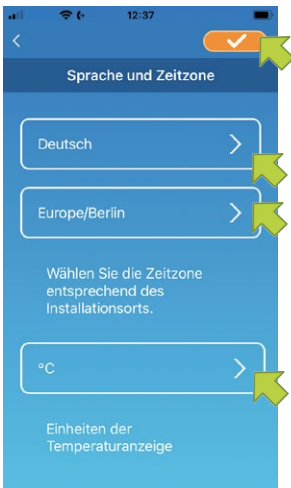 12:37
Sprache und Zeitzone
Deutsch
Europe/Berlin
Wählen Sie die Zeitzone
entsprechend des
Installationsorts.
°C
Einheiten der
Temperaturanzeige